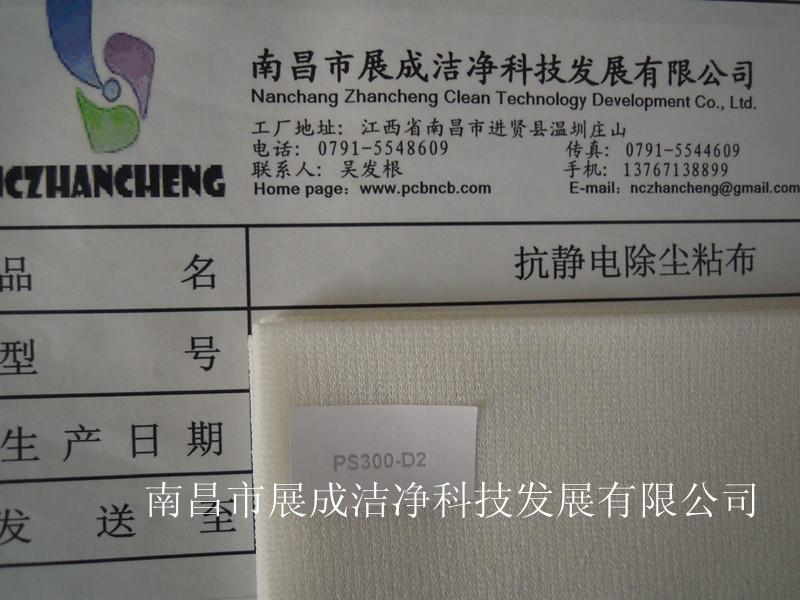 南昌市展成洁净科技发展有限公司
Nanchang Zhancheng Clean Technology Development Co., Ltd.
工厂地址: 江西省南昌市进贤县温圳庄山
电话: 0791-5548609 传真: 0791-5544609
联系人: 吴发根 手机: 13767138899
Home page: www.pcbncb.com E-mail: nczhancheng@gmail.com
NCZHANCHENG
品 名 抗静电除尘粘布
型 号
生产日期
发 送 至
PS300-D2
南昌市展成洁净科技发展有限公司